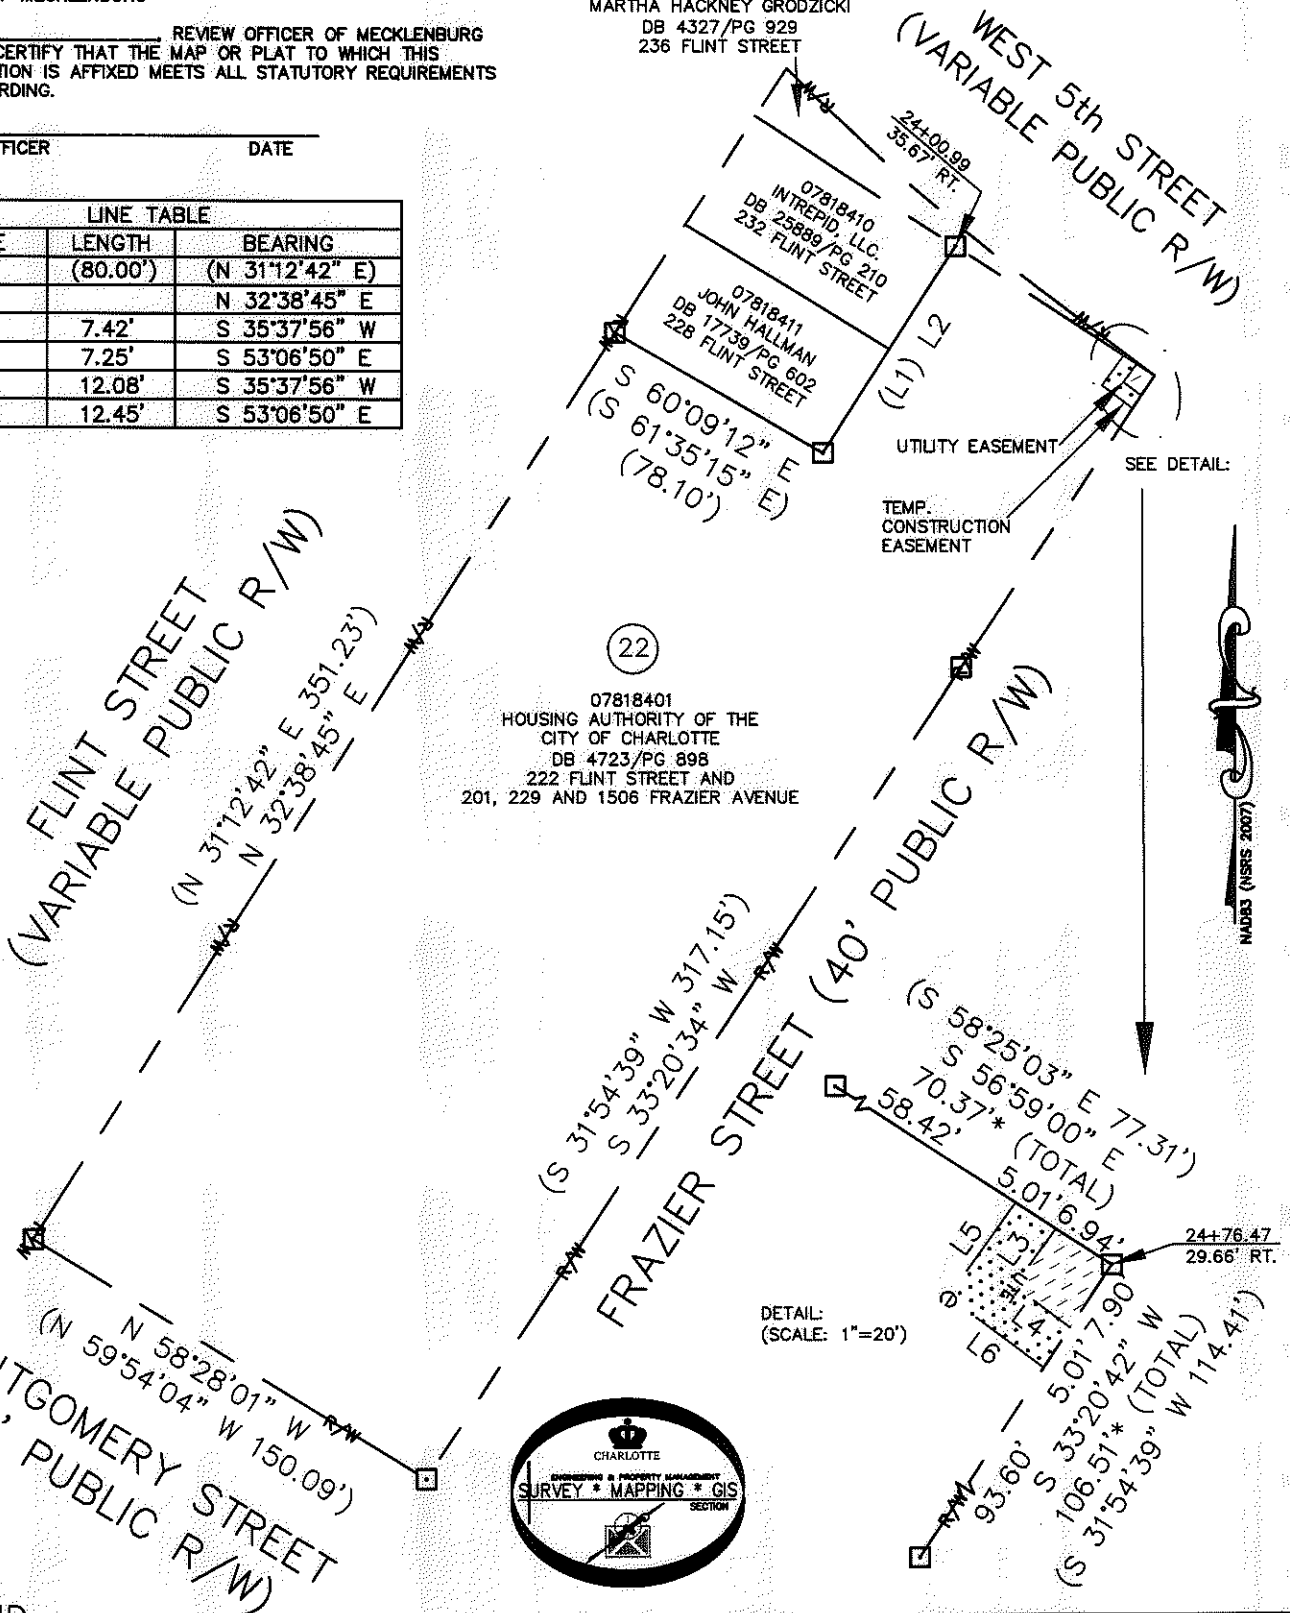 REVIEW OFFICER OF MECKLENBURG
CERTIFY THAT THE MAP OR PLAT TO WHICH THIS
TION IS AFFIXED MEETS ALL STATUTORY REQUIREMENTS
RDING.
FICER DATE
LINE TABLE
E LENGTH BEARING
(80.00') (N 31°12'42" E)
N 32°38'45" E
7.42' S 35°37'56" W
7.25' S 53°06'50" E
12.08' S 35°37'56" W
12.45' S 53°06'50" E
MARTHA HACKNEY GRODZICKI
DB 4327/PG 929
236 FLINT STREET
WEST 5th STREET
(VARIABLE PUBLIC R/W)
R/W
24+00.99
35.67' RT.
07818410
INTREPID, LLC.
DB 25889/PG 210
232 FLINT STREET
07818411
JOHN HALLMAN
DB 17739/PG 602
228 FLINT STREET
(L1) L2
R/W
R/W
S 60°09'12" E
(S 61°35'15" E)
(78.10')
UTILITY EASEMENT
SEE DETAIL:
TEMP.
CONSTRUCTION
EASEMENT
FLINT STREET
(VARIABLE PUBLIC R/W)
(N 31°12'42" E 351.23')
N 32°38'45" E
R/W
R/W
22
07818401
HOUSING AUTHORITY OF THE
CITY OF CHARLOTTE
DB 4723/PG 898
222 FLINT STREET AND
201, 229 AND 1506 FRAZIER AVENUE
R/W
NAD83 (NSRS 2007)
FRAZIER STREET (40' PUBLIC R/W)
(S 31°54'39" W 317.15')
S 33°20'34" W
R/W
R/W
(S 58°25'03" E 77.31')
S 56°59'00" E
70.37'* (TOTAL)
58.42'
5.01' 6.94'
L5
L3
UTE
L4
L6
e.
24+76.47
29.66' RT.
DETAIL:
(SCALE: 1"=20')
5.01' 7.90'
S 33°20'42" W
106.51'* (TOTAL)
(S 31°54'39" W 114.41')
93.60'
R/W
R/W
N 58°28'01" W
(N 59°54'04" W 150.09')
R/W
TGOMERY STREET
' PUBLIC R/W)
CHARLOTTE
ENGINEERING & PROPERTY MANAGEMENT
SURVEY * MAPPING * GIS
SECTION